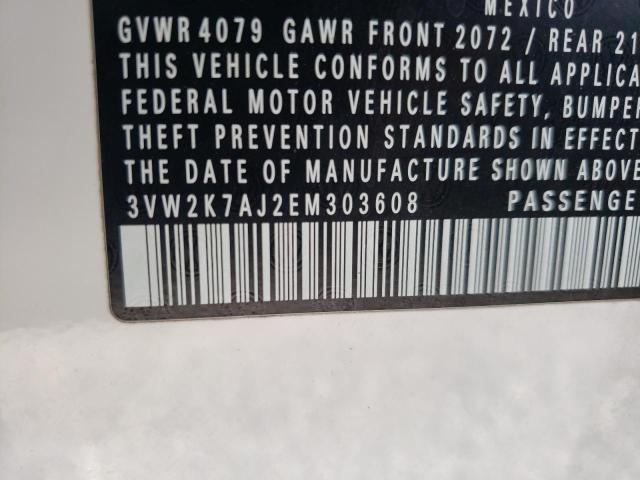 MEXICO
GVWR 4079 GAWR FRONT 2072 / REAR 21
THIS VEHICLE CONFORMS TO ALL APPLICA
FEDERAL MOTOR VEHICLE SAFETY, BUMPER
THEFT PREVENTION STANDARDS IN EFFECT
THE DATE OF MANUFACTURE SHOWN ABOVE
3VW2K7AJ2EM303608 PASSENGE